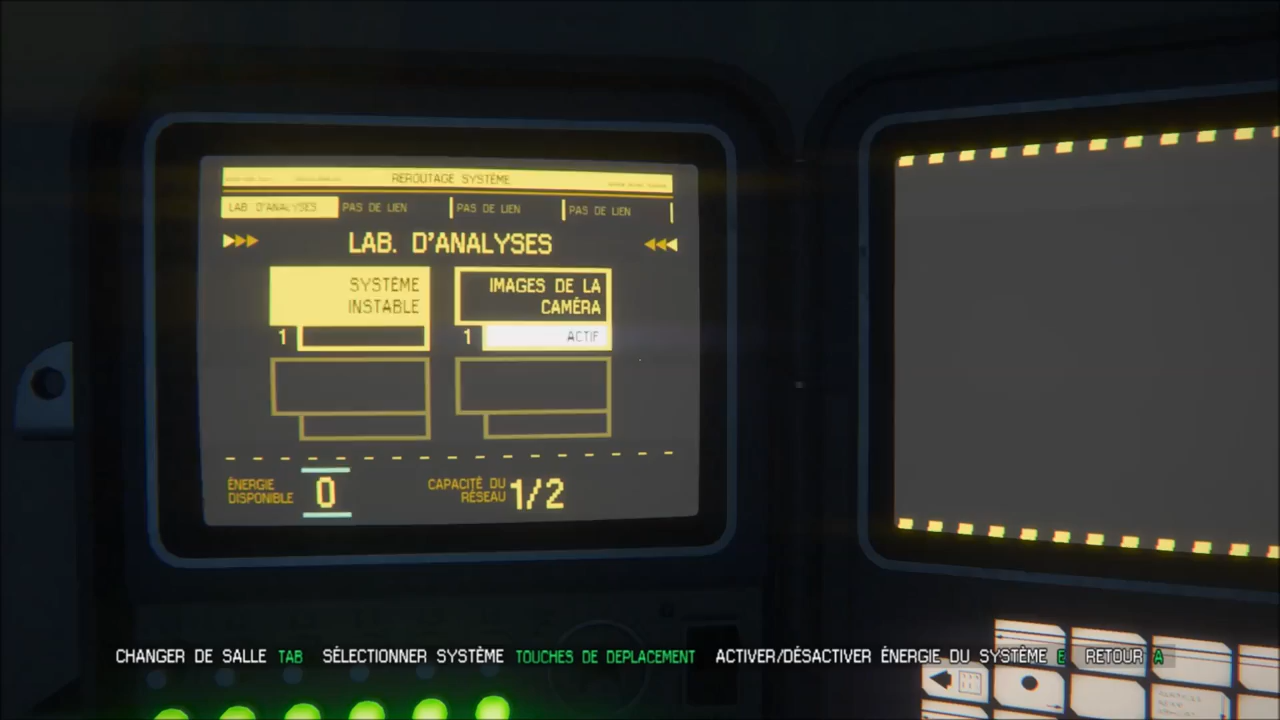 REROUTAGE SYSTÈME
LAB. D'ANALYSES PAS DE LIEN PAS DE LIEN PAS DE LIEN
LAB. D'ANALYSES
SYSTÈME
INSTABLE
IMAGES DE LA
CAMÉRA
1
1 ACTIF
ÉNERGIE
DISPONIBLE
0
CAPACITÉ DU
RÉSEAU
1/2
CHANGER DE SALLE TAB SÉLECTIONNER SYSTÈME TOUCHES DE DEPLACEMENT ACTIVER/DÉSACTIVER ÉNERGIE DU SYSTÈME E RETOUR A